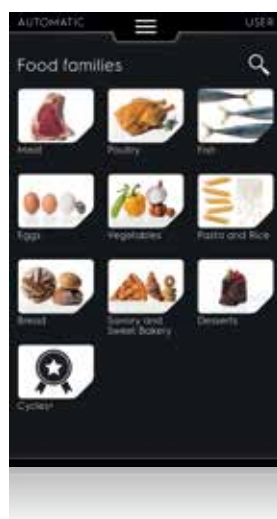 AUTOMATIC
USER
Food families
Meat
Poultry
Fish
Eggs
Vegetables
Pasta and Rice
Bread
Savory and
Sweet Bakery
Desserts
Cycles+